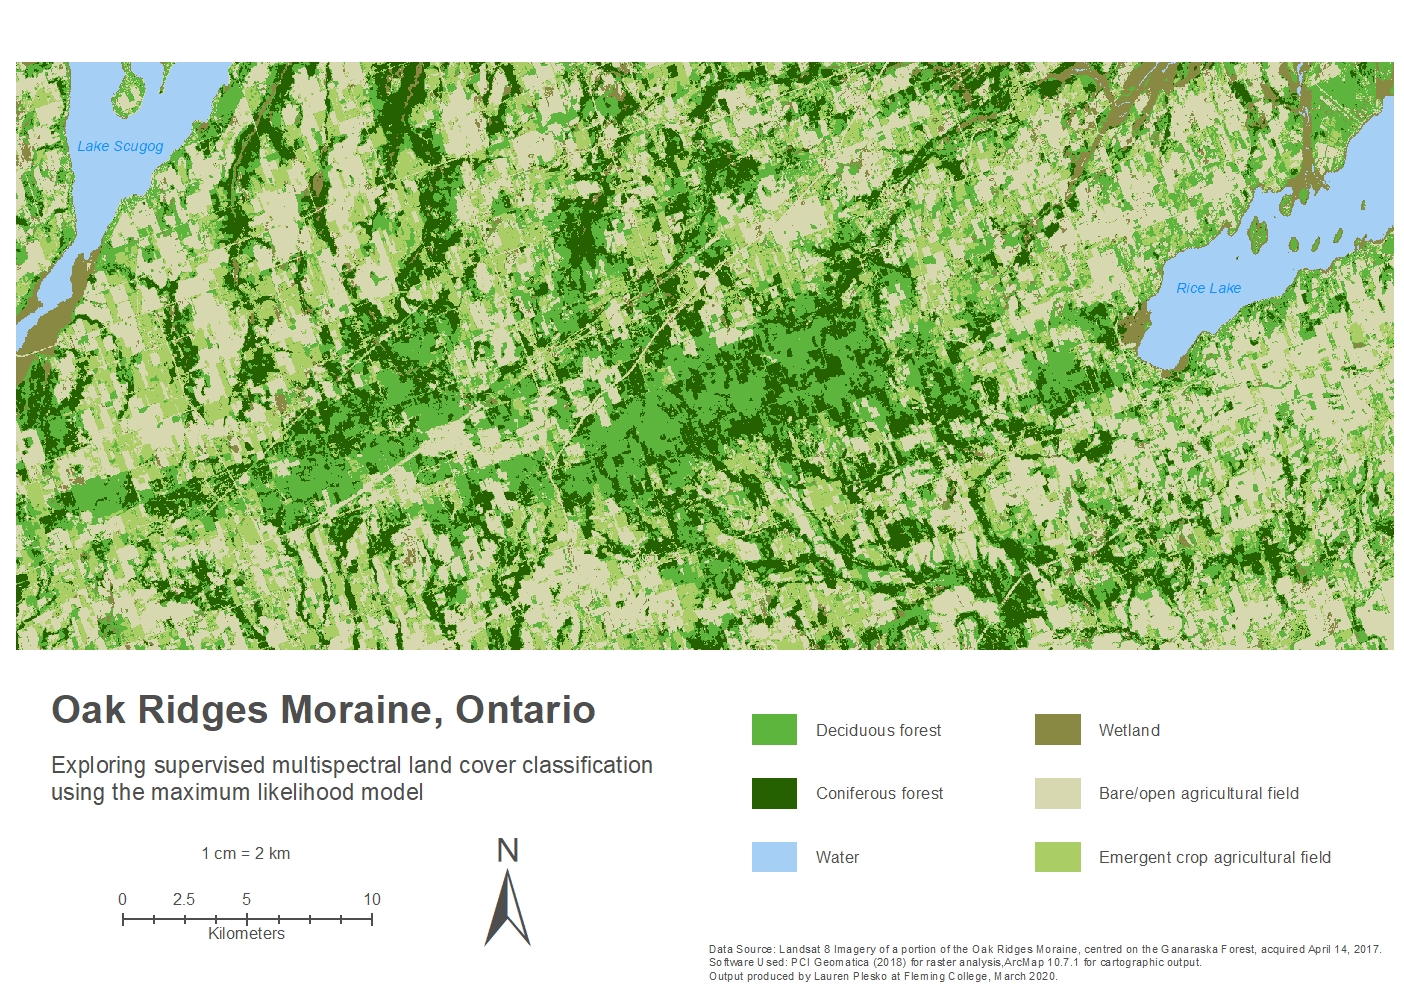 Lake Scugog
Rice Lake
Oak Ridges Moraine, Ontario
Exploring supervised multispectral land cover classification
using the maximum likelihood model
1 cm = 2 km
0 2.5 5 10
Kilometers
N
Deciduous forest
Coniferous forest
Water
Wetland
Bare/open agricultural field
Emergent crop agricultural field
Data Source: Landsat 8 Imagery of a portion of the Oak Ridges Moraine, centred on the Ganaraska Forest, acquired April 14, 2017.
Software Used: PCI Geomatica (2018) for raster analysis,ArcMap 10.7.1 for cartographic output.
Output produced by Lauren Plesko at Fleming College, March 2020.